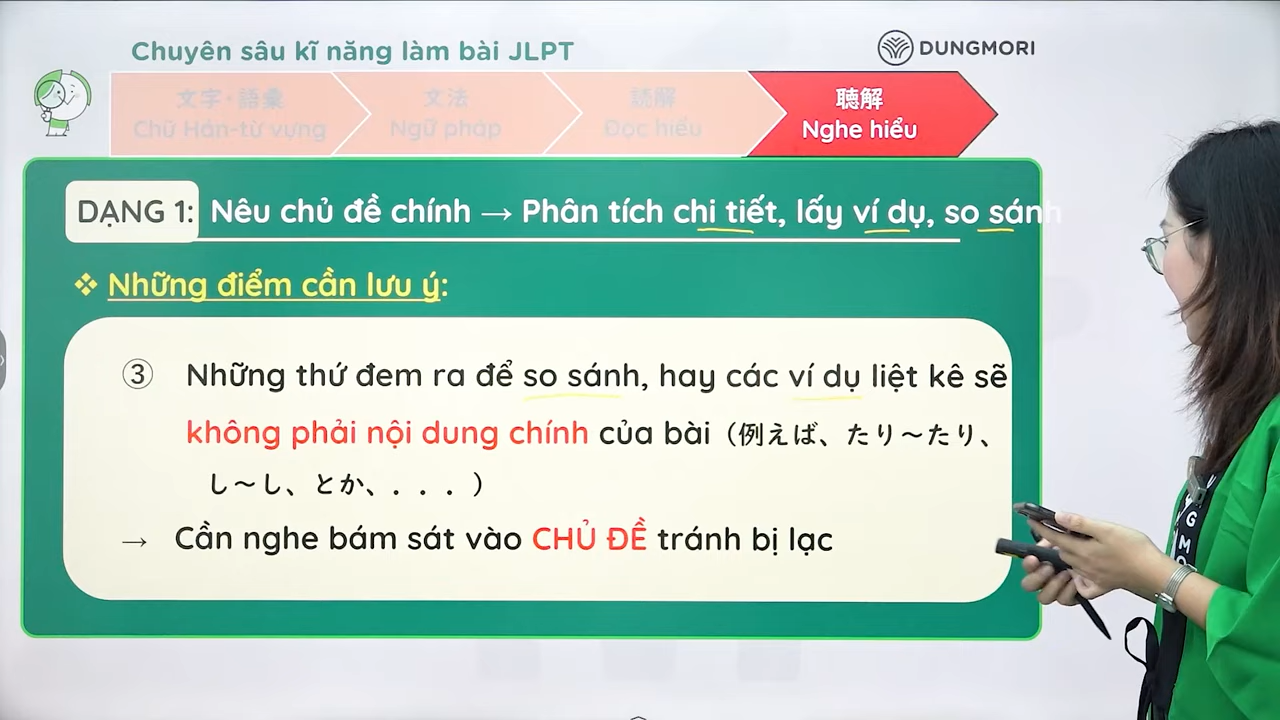 Chuyên sâu kĩ năng làm bài JLPT
DUNGMORI
文字・語彙
Chữ Hán-từ vựng
文法
Ngữ pháp
読解
Đọc hiểu
聴解
Nghe hiểu
DẠNG 1: Nêu chủ đề chính → Phân tích chi tiết, lấy ví dụ, so sánh
❖ Những điểm cần lưu ý:
③ Những thứ đem ra để so sánh, hay các ví dụ liệt kê sẽ
không phải nội dung chính của bài（例えば、たり～たり、
し～し、とか、．．．）
→ Cần nghe bám sát vào CHỦ ĐỀ tránh bị lạc